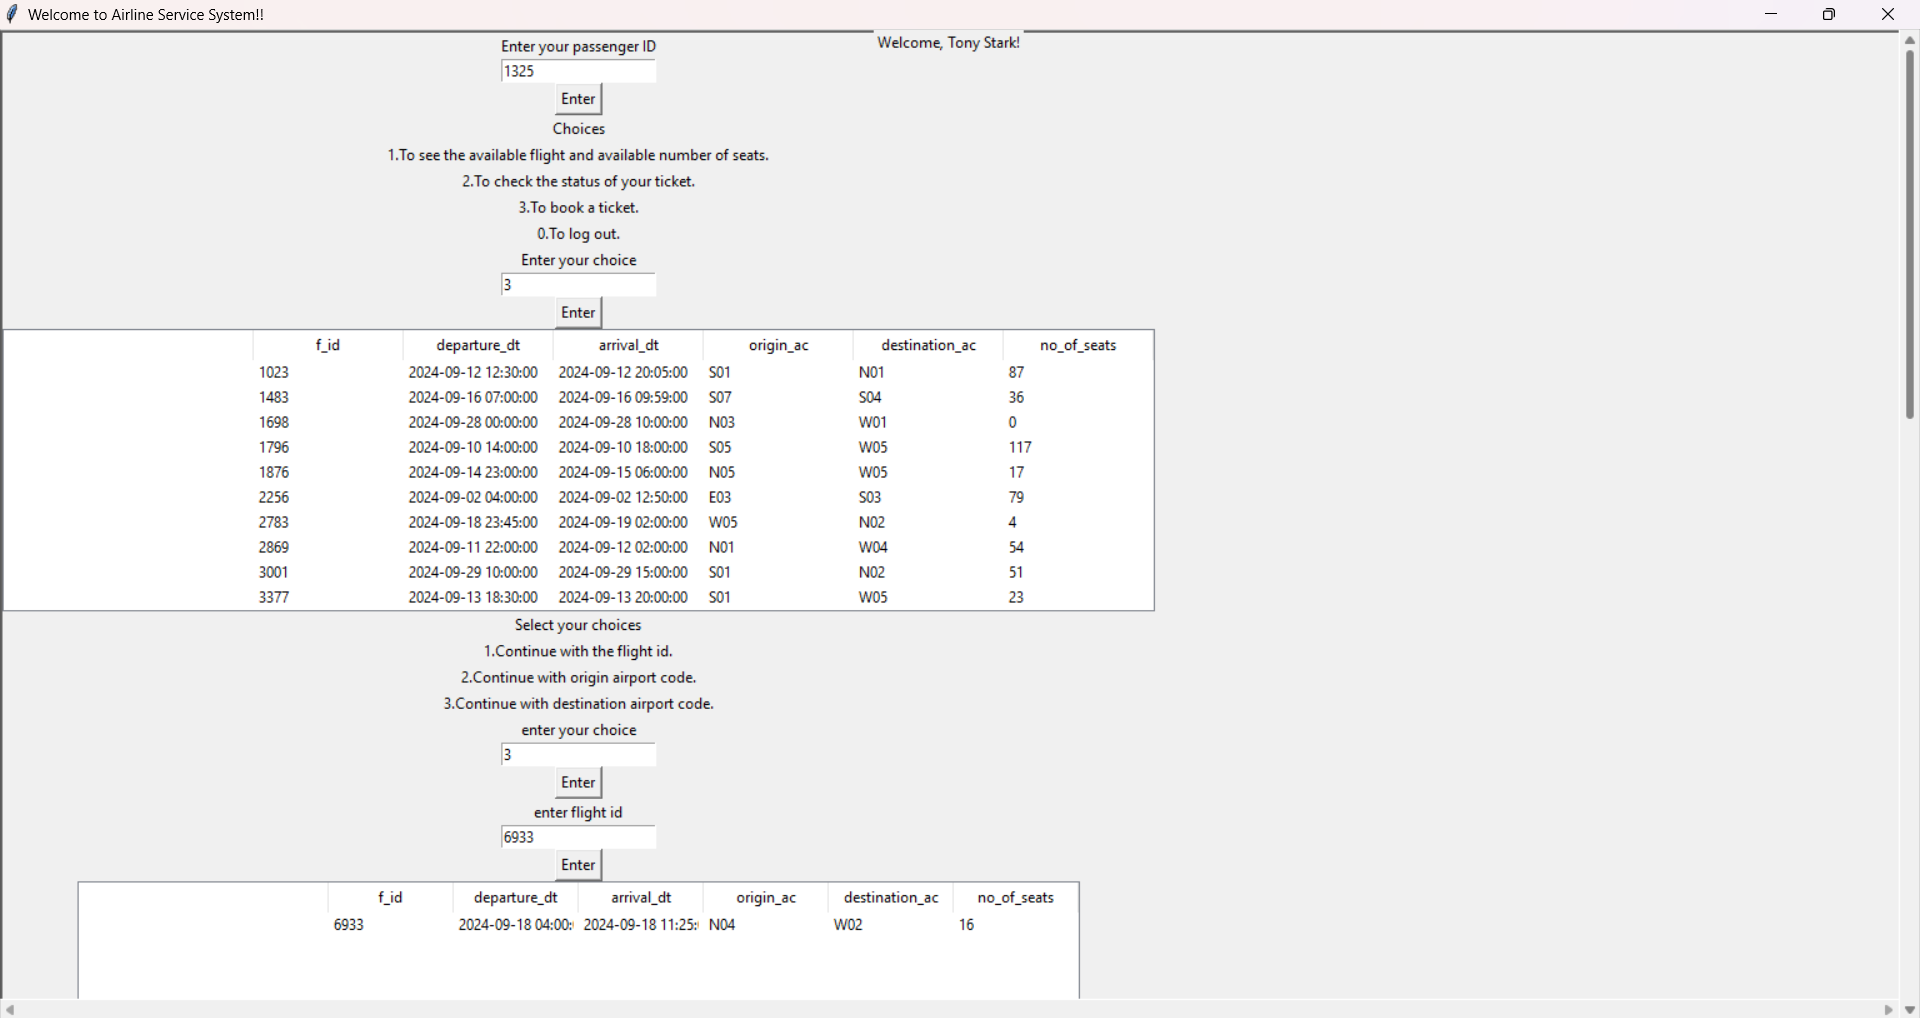 Welcome to Airline Service System!!
Welcome, Tony Stark!
Enter your passenger ID
1325
Enter
Choices
1.To see the available flight and available number of seats.
2.To check the status of your ticket.
3.To book a ticket.
0.To log out.
Enter your choice
3
Enter
f_id departure_dt arrival_dt origin_ac destination_ac no_of_seats
1023 2024-09-12 12:30:00 2024-09-12 20:05:00 S01 N01 87
1483 2024-09-16 07:00:00 2024-09-16 09:59:00 S07 S04 36
1698 2024-09-28 00:00:00 2024-09-28 10:00:00 N03 W01 0
1796 2024-09-10 14:00:00 2024-09-10 18:00:00 S05 W05 117
1876 2024-09-14 23:00:00 2024-09-15 06:00:00 N05 W05 17
2256 2024-09-02 04:00:00 2024-09-02 12:50:00 E03 S03 79
2783 2024-09-18 23:45:00 2024-09-19 02:00:00 W05 N02 4
2869 2024-09-11 22:00:00 2024-09-12 02:00:00 N01 W04 54
3001 2024-09-29 10:00:00 2024-09-29 15:00:00 S01 N02 51
3377 2024-09-13 18:30:00 2024-09-13 20:00:00 S01 W05 23
Select your choices
1.Continue with the flight id.
2.Continue with origin airport code.
3.Continue with destination airport code.
enter your choice
3
Enter
enter flight id
6933
Enter
f_id departure_dt arrival_dt origin_ac destination_ac no_of_seats
6933 2024-09-18 04:00: 2024-09-18 11:25: N04 W02 16